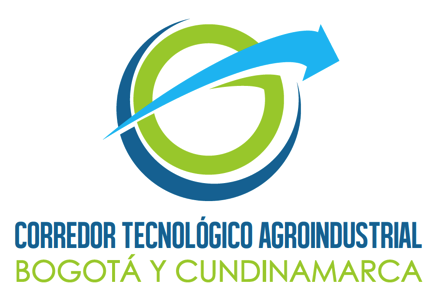 CORREDOR TECNOLÓGICO AGROINDUSTRIAL
BOGOTÁ Y CUNDINAMARCA